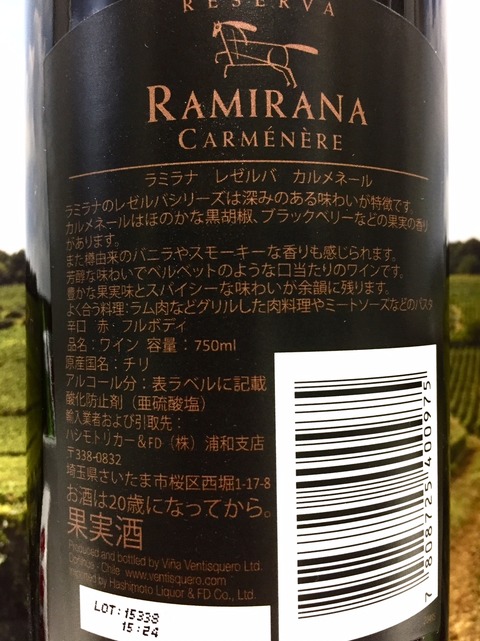 RESERVA
RAMIRANA
CARMÉNÈRE
ラミラナ レゼルバ カルメネール
ラミラナのレゼルバシリーズは深みのある味わいが特徴です。
カルメネールはほのかな黒胡椒、ブラックベリーなどの果実の香り
があります。
また樽由来のバニラやスモーキーな香りも感じられます。
芳醇な味わいでベルベットのような口当たりのワインです。
豊かな果実味とスパイシーな味わいが余韻に残ります。
よく合う料理:ラム肉などグリルした肉料理やミートソースなどのパスタ
辛口 赤・フルボディ
品名:ワイン 容量:750ml
原産国名:チリ
アルコール分:表ラベルに記載
酸化防止剤(亜硫酸塩)
輸入業者および引取先:
ハシモトリカー&FD(株)浦和支店
〒338-0832
埼玉県さいたま市桜区西堀1-17-8
お酒は20歳になってから。
果実酒
Produced and bottled by Viña Ventisquero Ltd.
Chile www.ventisquero.com
Imported by Hashimoto Liquor & FD Co., Ltd.
LOT:15338
15:24
7 808725 400975